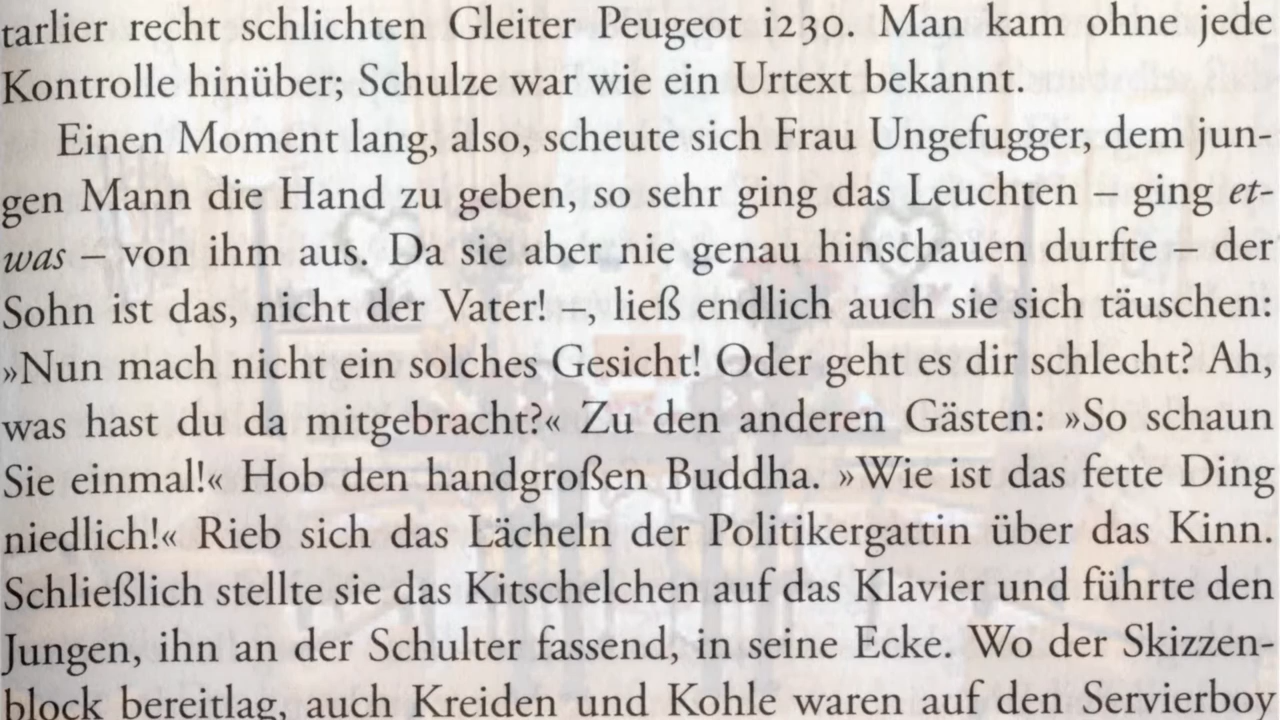 tarlier recht schlichten Gleiter Peugeot i230. Man kam ohne jede
Kontrolle hinüber; Schulze war wie ein Urtext bekannt.
Einen Moment lang, also, scheute sich Frau Ungefugger, dem jun-
gen Mann die Hand zu geben, so sehr ging das Leuchten – ging et-
was – von ihm aus. Da sie aber nie genau hinschauen durfte – der
Sohn ist das, nicht der Vater! –, ließ endlich auch sie sich täuschen:
»Nun mach nicht ein solches Gesicht! Oder geht es dir schlecht? Ah,
was hast du da mitgebracht?« Zu den anderen Gästen: »So schaun
Sie einmal!« Hob den handgroßen Buddha. »Wie ist das fette Ding
niedlich!« Rieb sich das Lächeln der Politikergattin über das Kinn.
Schließlich stellte sie das Kitschelchen auf das Klavier und führte den
Jungen, ihn an der Schulter fassend, in seine Ecke. Wo der Skizzen-
block bereitlag, auch Kreiden und Kohle waren auf den Servierboy